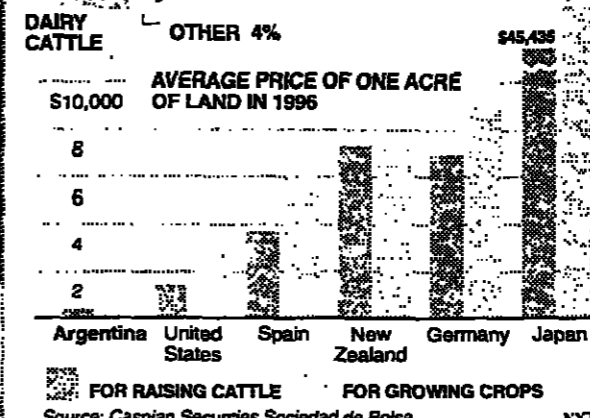 DAIRY
CATTLE
OTHER 4%
$45,435
AVERAGE PRICE OF ONE ACRE
OF LAND IN 1996
$10,000
8
6
4
2
Argentina United States Spain New Zealand Germany Japan
FOR RAISING CATTLE FOR GROWING CROPS
Source: Caspian Securities Sociedad de Bolsa